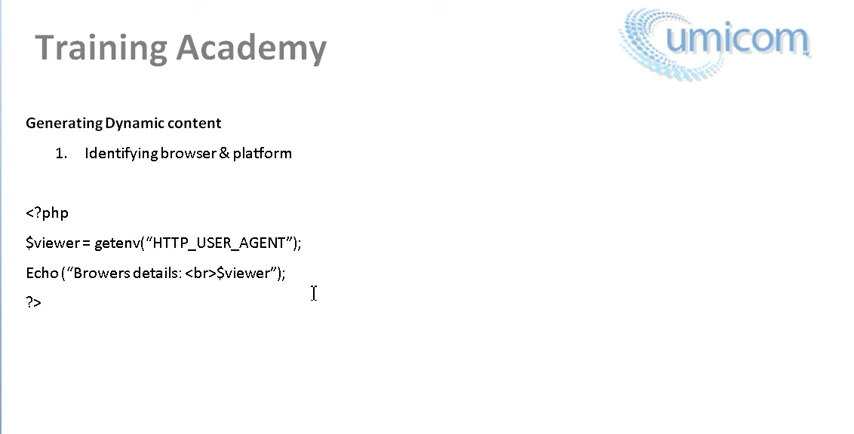 Training Academy
umicom
Generating Dynamic content
1. Identifying browser & platform
<?php
$viewer = getenv(“HTTP_USER_AGENT”);
Echo (“Browers details: <br>$viewer”);
?>